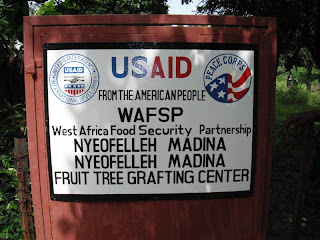 USAID
USAID
PEACE CORPS
FROM THE AMERICAN PEOPLE
WAFSP
West Africa Food Security Partnership
NYEOFELLEH MADINA
NYEOFELLEH MADINA
FRUIT TREE GRAFTING CENTER